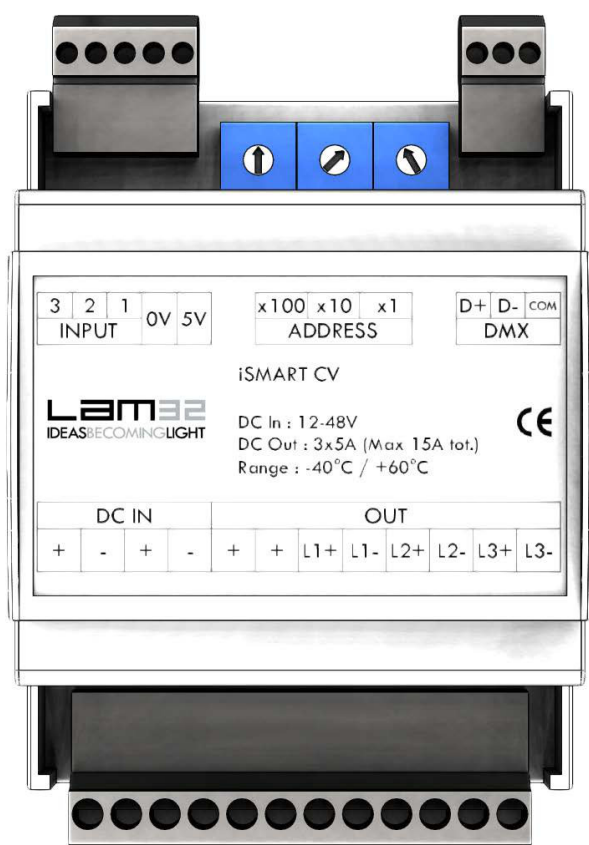 3 2 1 0V 5V
INPUT
x100 x10 x1
ADDRESS
D+ D- COM
DMX
iSMART CV
Lam32
IDEASBECOMINGLIGHT
DC In : 12-48V
DC Out : 3x5A (Max 15A tot.)
Range : -40°C / +60°C
CE
DC IN OUT
+ - + - + + L1+ L1- L2+ L2- L3+ L3-